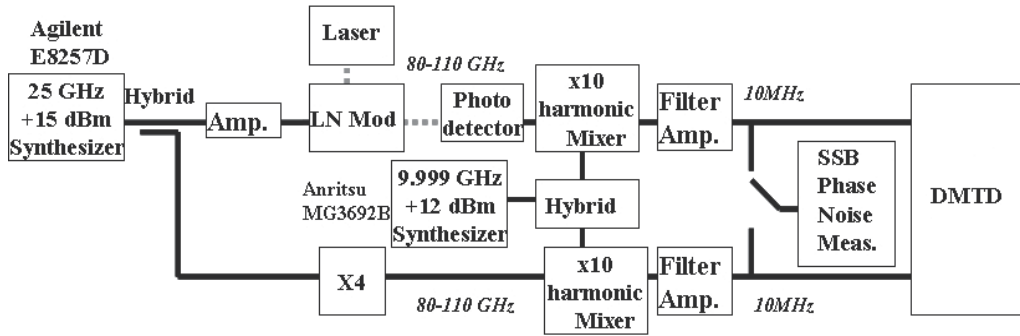 Agilent
E8257D
25 GHz
+15 dBm
Synthesizer
Hybrid
Amp.
Laser
LN Mod
80-110 GHz
Photo
detector
x10
harmonic
Mixer
Filter
Amp.
10MHz
Anritsu
MG3692B
9.999 GHz
+12 dBm
Synthesizer
Hybrid
SSB
Phase
Noise
Meas.
DMTD
X4
80-110 GHz
x10
harmonic
Mixer
Filter
Amp.
10MHz